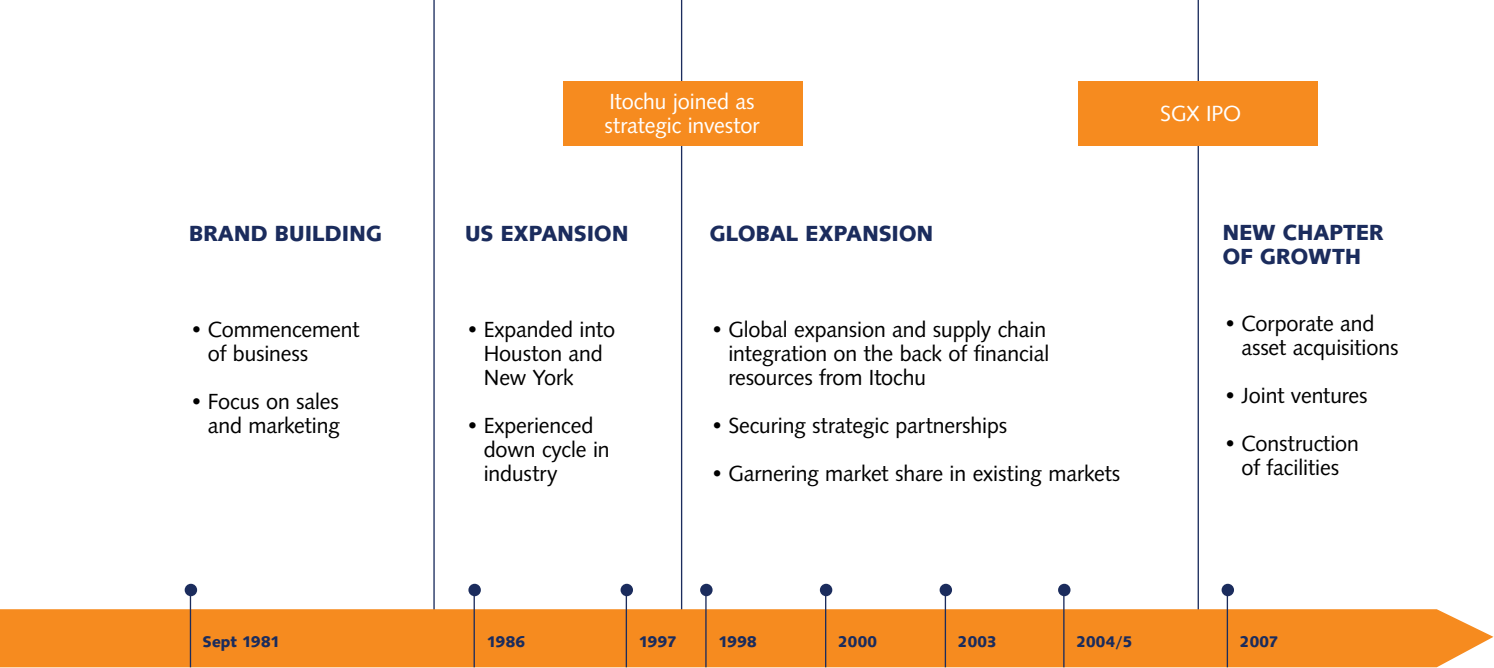 Itochu joined as
strategic investor
SGX IPO
BRAND BUILDING
• Commencement
of business
• Focus on sales
and marketing
US EXPANSION
• Expanded into
Houston and
New York
• Experienced
down cycle in
industry
GLOBAL EXPANSION
• Global expansion and supply chain
integration on the back of financial
resources from Itochu
• Securing strategic partnerships
• Garnering market share in existing markets
NEW CHAPTER
OF GROWTH
• Corporate and
asset acquisitions
• Joint ventures
• Construction
of facilities
Sept 1981
1986
1997
1998
2000
2003
2004/5
2007